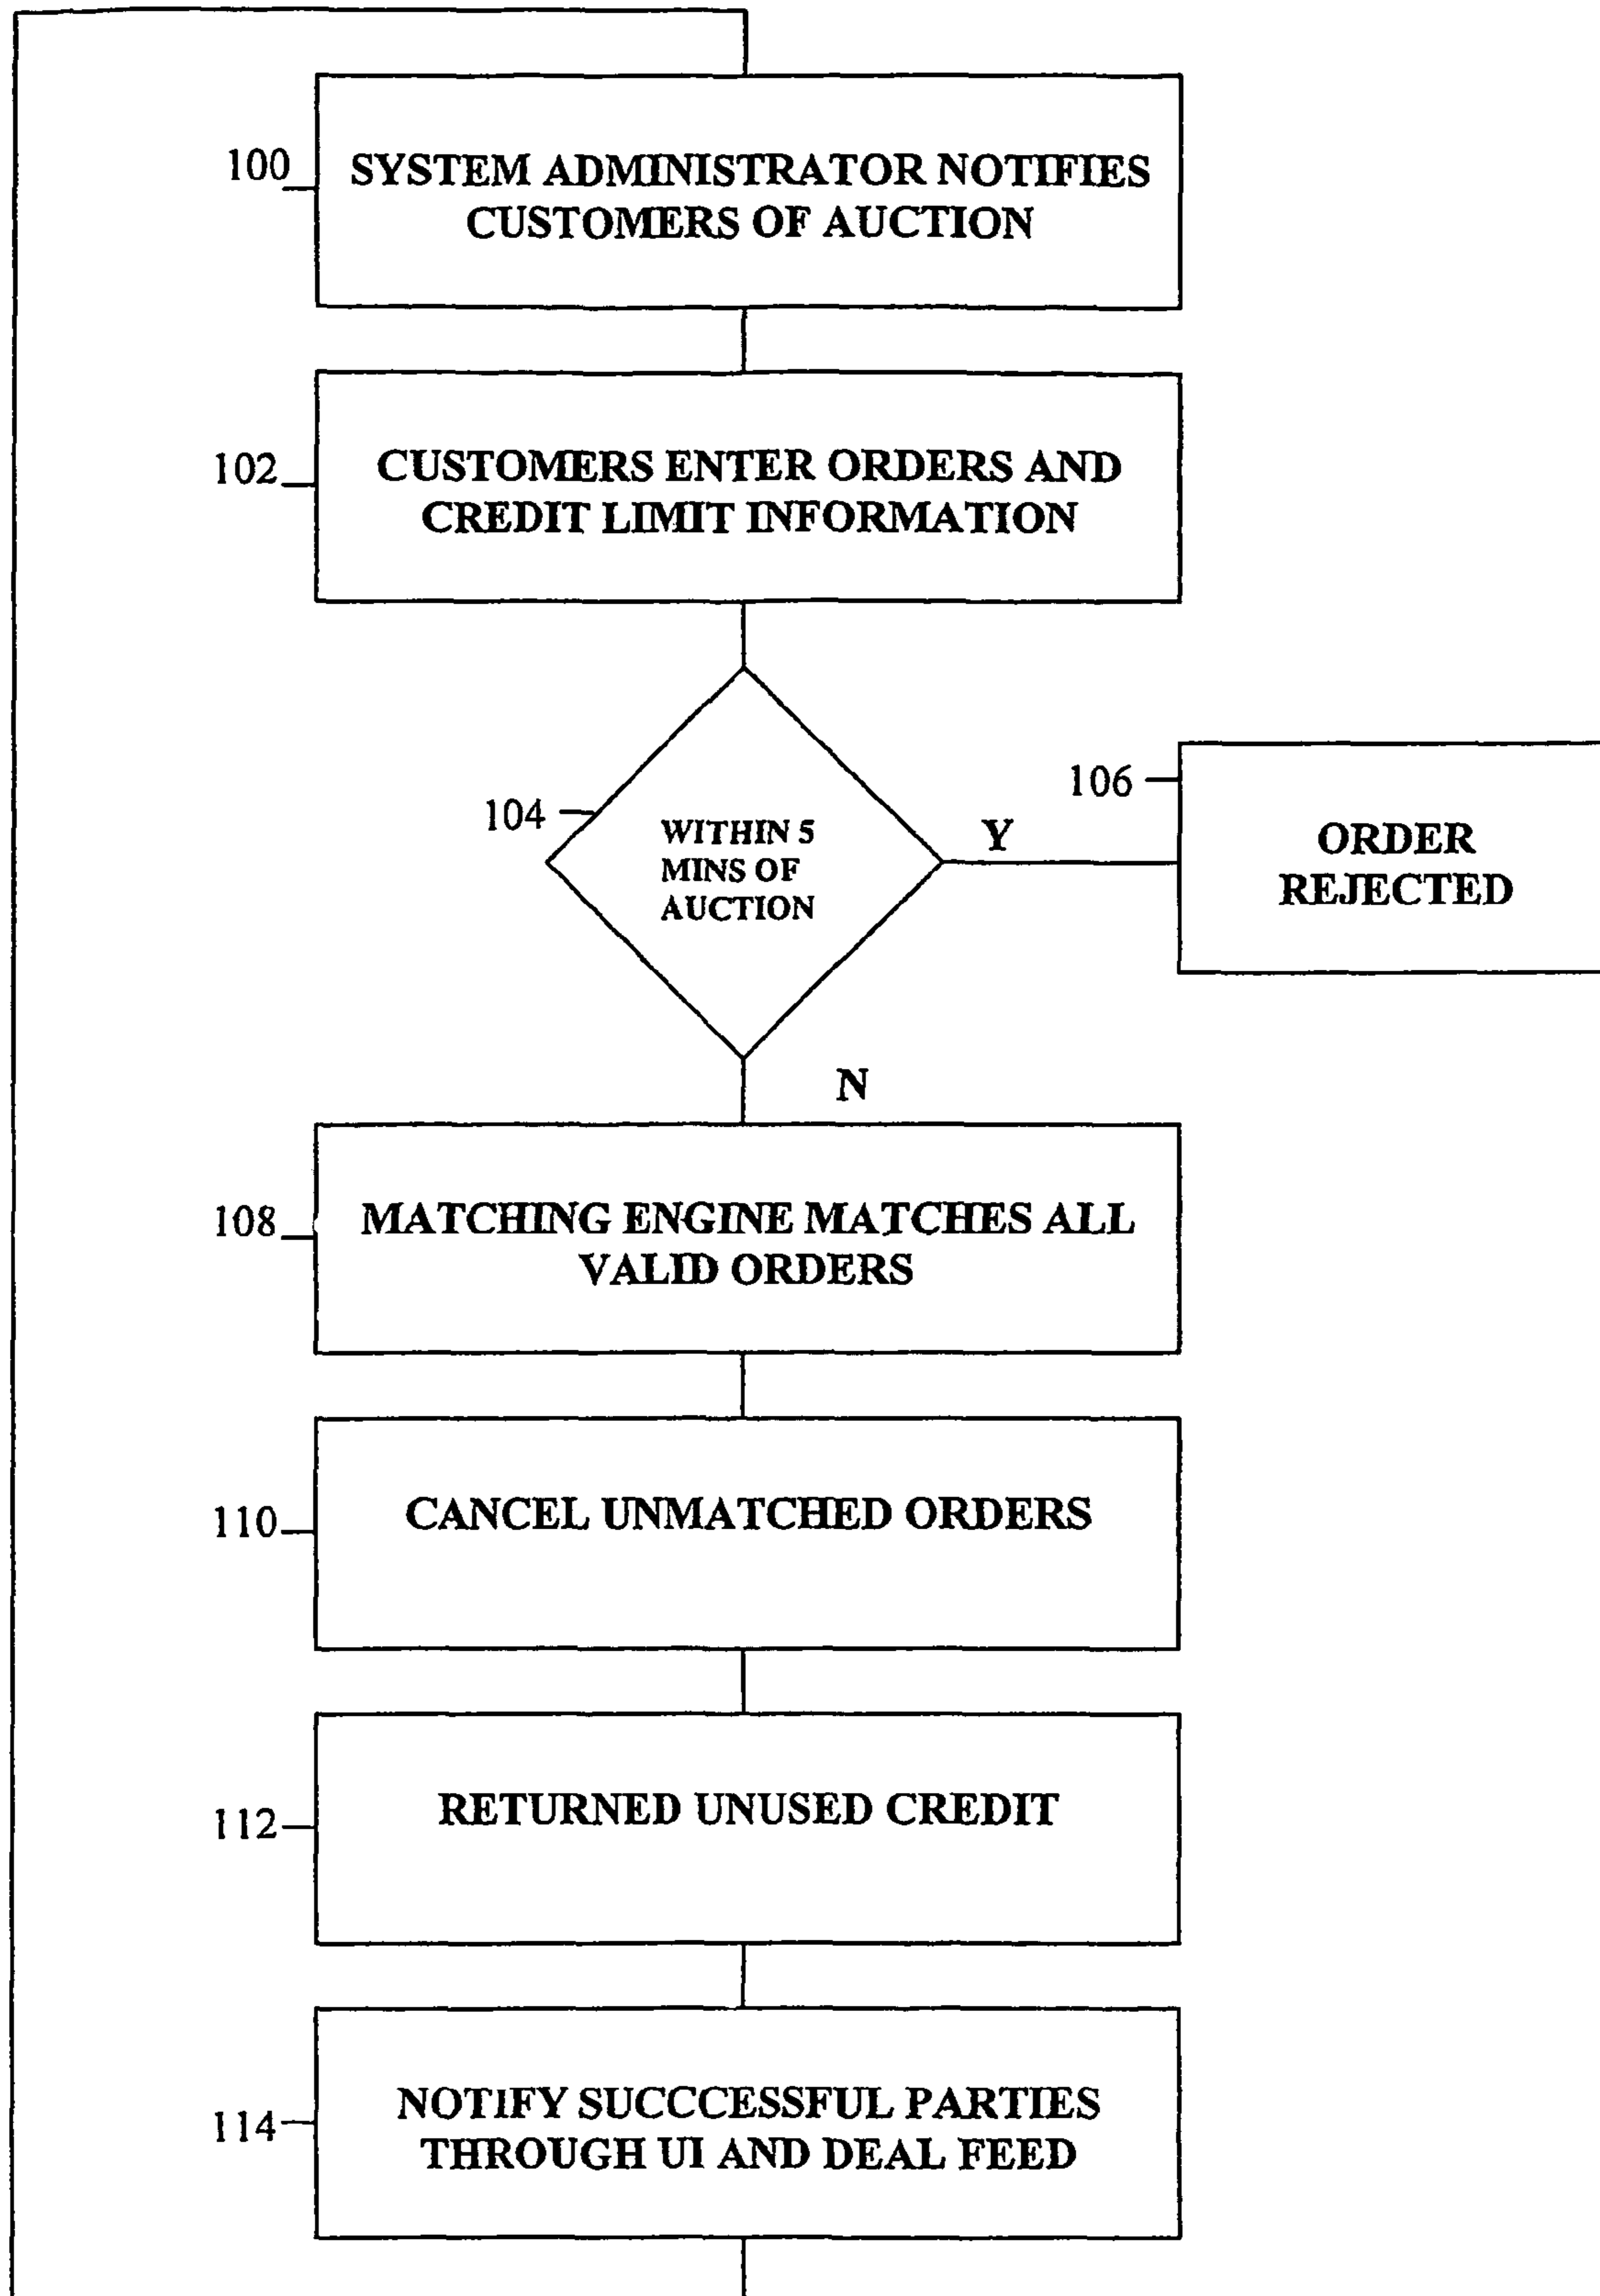 100
SYSTEM ADMINISTRATOR NOTIFIES
CUSTOMERS OF AUCTION
102
CUSTOMERS ENTER ORDERS AND
CREDIT LIMIT INFORMATION
104
WITHIN 5
MINS OF
AUCTION
Y
106
ORDER
REJECTED
N
108
MATCHING ENGINE MATCHES ALL
VALID ORDERS
110
CANCEL UNMATCHED ORDERS
112
RETURNED UNUSED CREDIT
114
NOTIFY SUCCCESSFUL PARTIES
THROUGH UI AND DEAL FEED